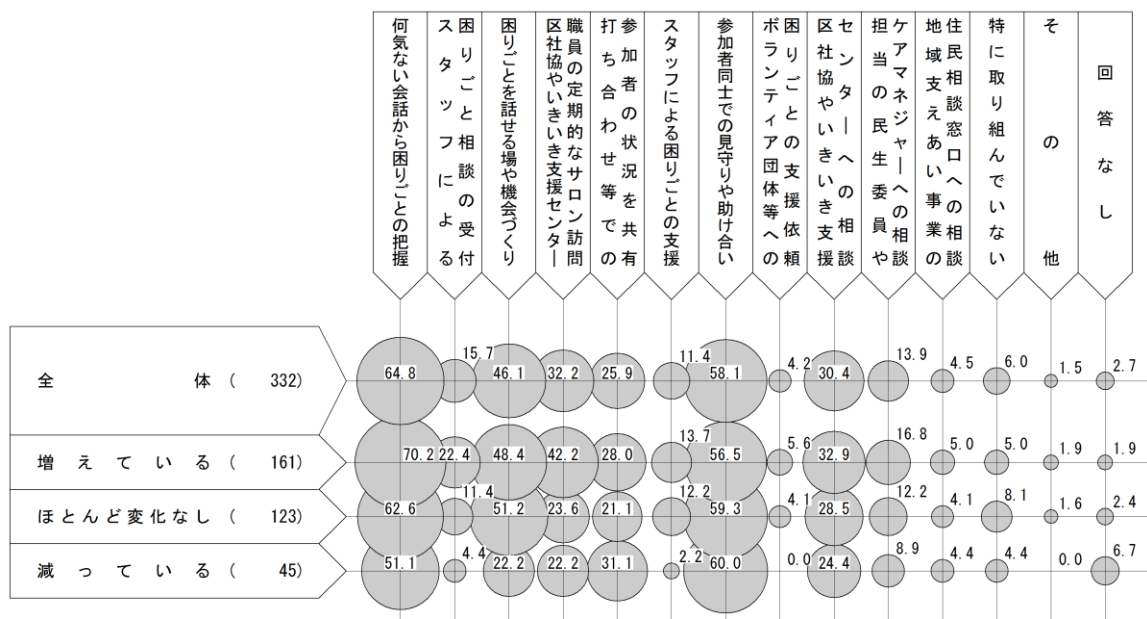 何気ない会話から困りごとの把握
スタッフによる
困りごと相談の受付
困りごとを話せる場や機会づくり
区社協やいきいき支援センター
職員の定期的なサロン訪問
打ち合わせ等での
参加者の状況を共有
スタッフによる困りごとの支援
参加者同士での見守りや助け合い
ボランティア団体等への
困りごとの支援依頼
区社協やいきいき支援
センターへの相談
担当の民生委員や
ケアマネジャーへの相談
地域支えあい事業の
住民相談窓口への相談
特に取り組んでいない
その他
回答なし
全体( 332) 64.8 15.7 46.1 32.2 25.9 11.4 58.1 4.2 30.4 13.9 4.5 6.0 1.5 2.7
増えている( 161) 70.2 22.4 48.4 42.2 28.0 13.7 56.5 5.6 32.9 16.8 5.0 5.0 1.9 1.9
ほとんど変化なし( 123) 62.6 11.4 51.2 23.6 21.1 12.2 59.3 4.1 28.5 12.2 4.1 8.1 1.6 2.4
減っている( 45) 51.1 4.4 22.2 22.2 31.1 2.2 60.0 0.0 24.4 8.9 4.4 4.4 0.0 6.7